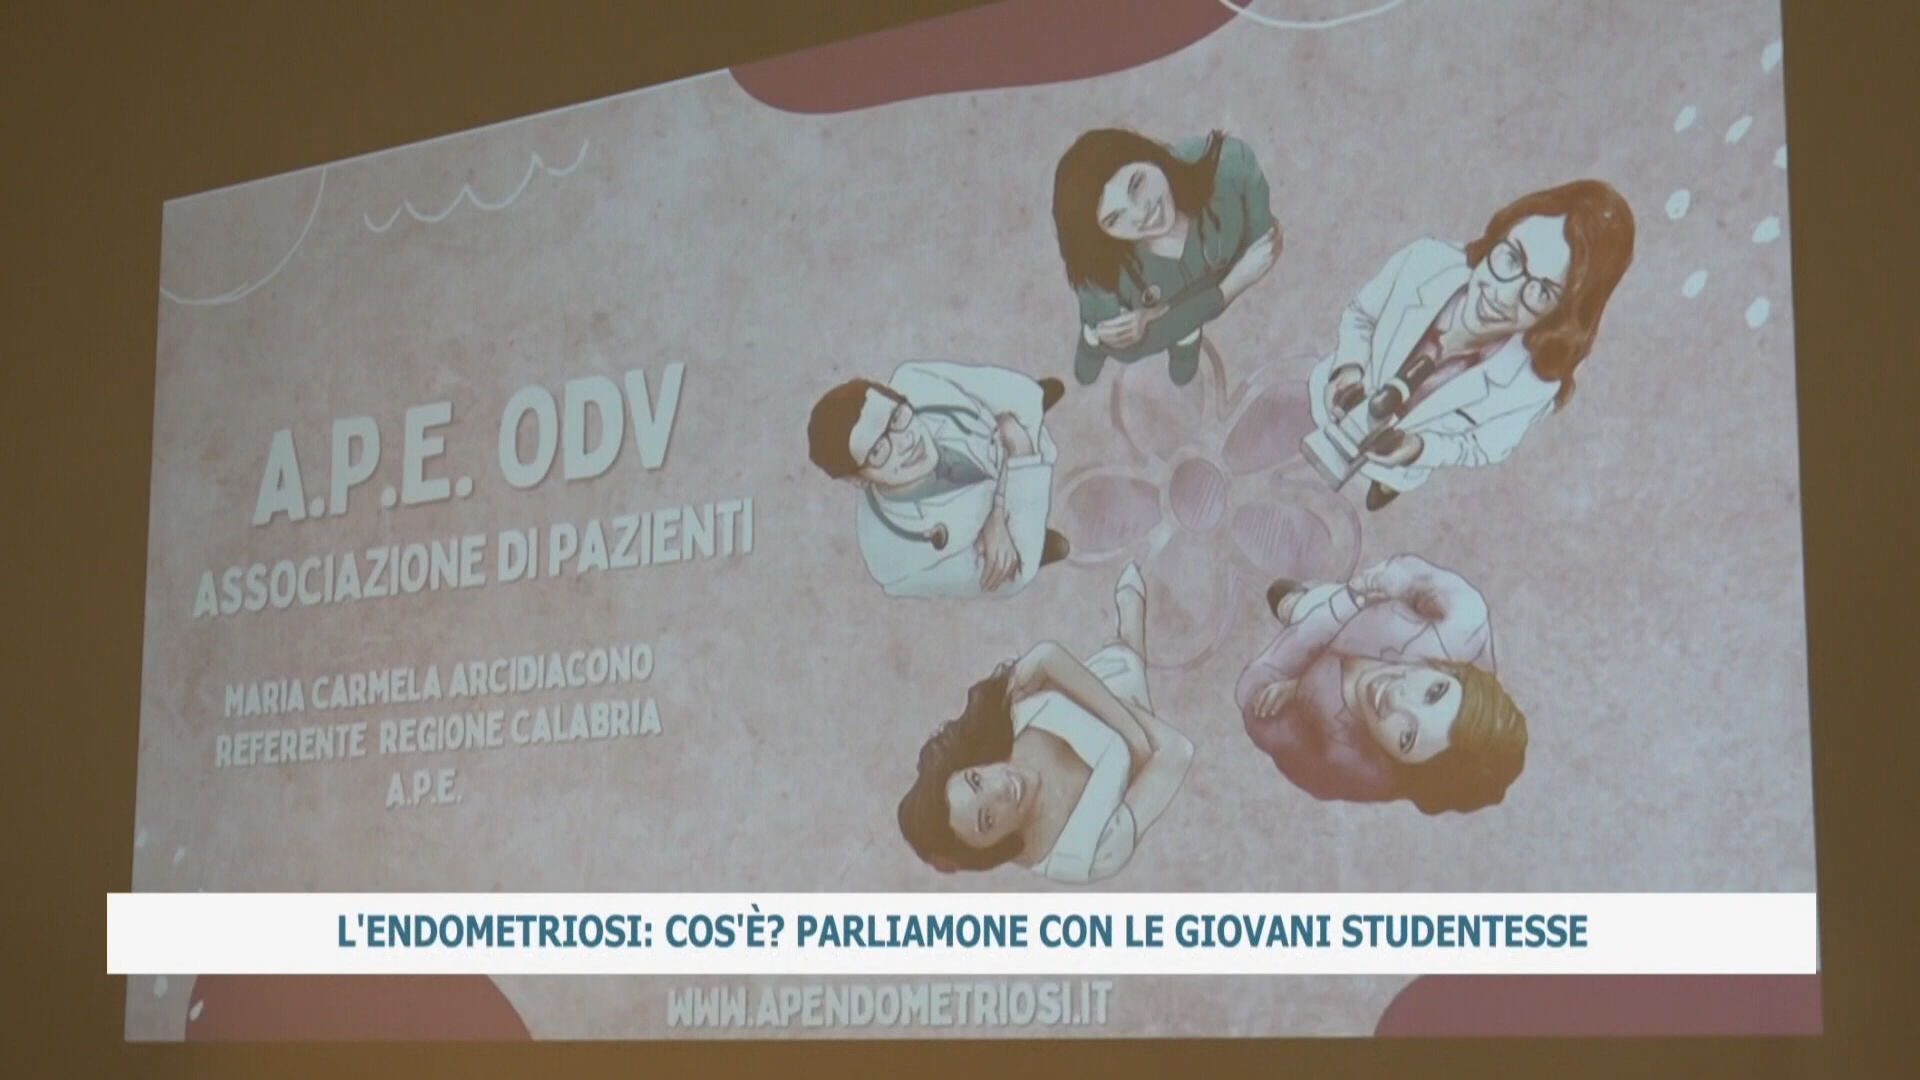 A.P.E. ODV
ASSOCIAZIONE DI PAZIENTI
MARIA CARMELA ARCIDIACONO
REFERENTE REGIONE CALABRIA
A.P.E.
L'ENDOMETRIOSI: COS'È? PARLIAMONE CON LE GIOVANI STUDENTESSE
WWW.APENDOMETRIOSI.IT